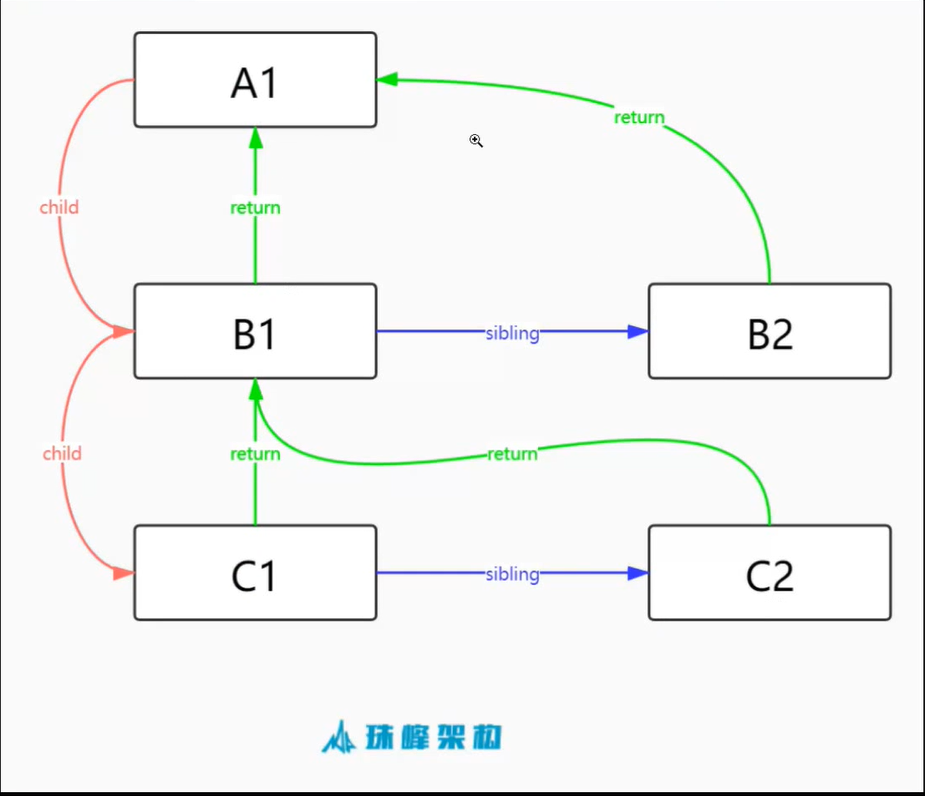 A1
return
child
return
B1
sibling
B2
child
return
return
C1
sibling
C2
珠峰架构